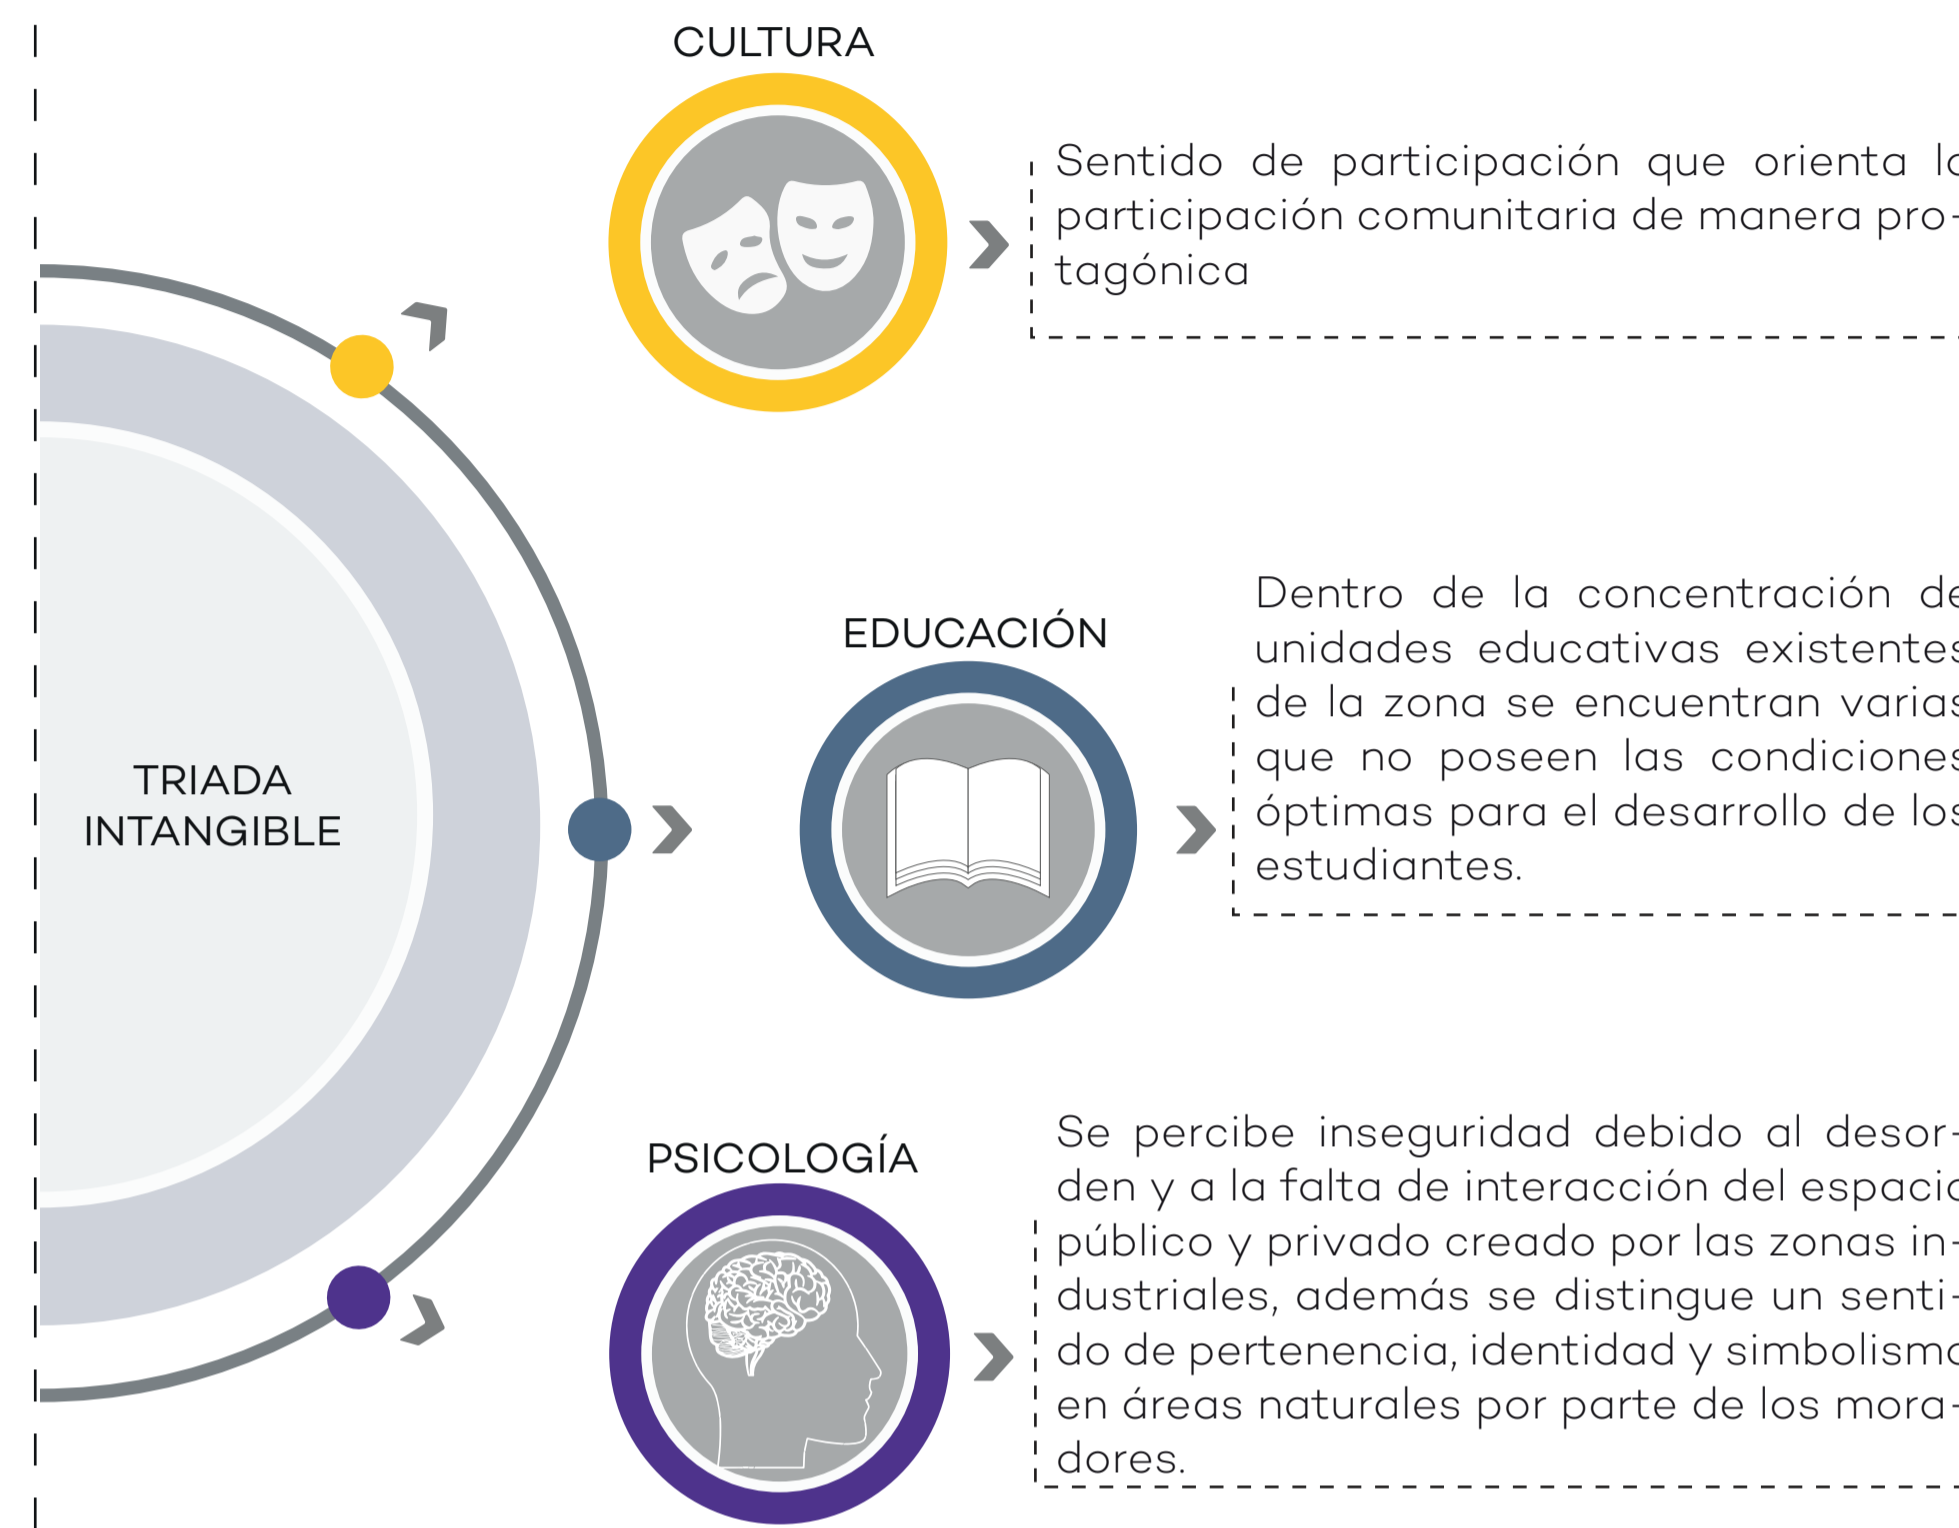 CULTURA
Sentido de participación que orienta la
participación comunitaria de manera pro-
tagónica
EDUCACIÓN
Dentro de la concentración de
unidades educativas existentes
de la zona se encuentran varias
que no poseen las condiciones
óptimas para el desarrollo de los
estudiantes.
TRIADA
INTANGIBLE
PSICOLOGÍA
Se percibe inseguridad debido al desor-
den y a la falta de interacción del espacio
público y privado creado por las zonas in-
dustriales, además se distingue un senti-
do de pertenencia, identidad y simbolismo
en áreas naturales por parte de los mora-
dores.